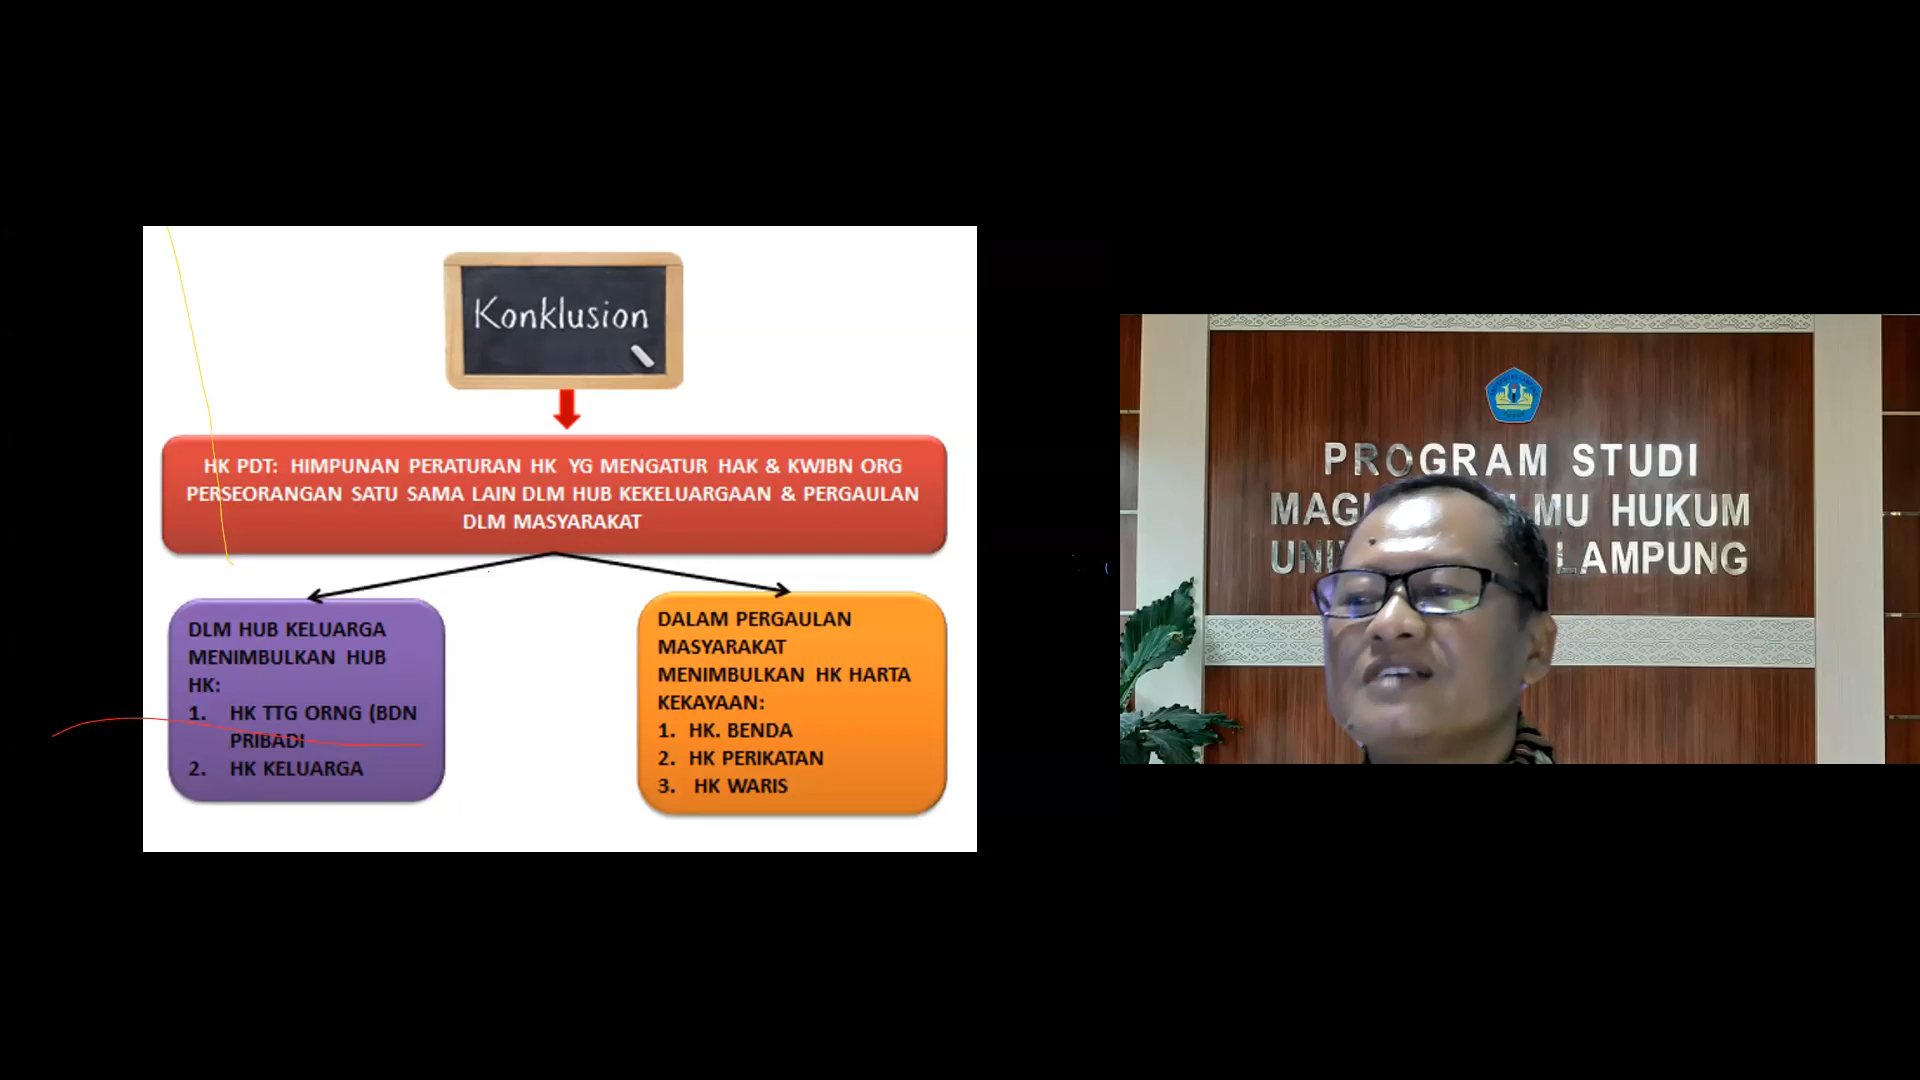 Konklusion
HK PDT: HIMPUNAN PERATURAN HK YG MENGATUR HAK & KWJBN ORG
PERSEORANGAN SATU SAMA LAIN DLM HUB KEKELUARGAAN & PERGAULAN
DLM MASYARAKAT
DLM HUB KELUARGA
MENIMBULKAN HUB
HK:
1. HK TTG ORNG (BDN
PRIBADI
2. HK KELUARGA
DALAM PERGAULAN
MASYARAKAT
MENIMBULKAN HK HARTA
KEKAYAAN:
1. HK. BENDA
2. HK PERIKATAN
3. HK WARIS
PROGRAM STUDI
MU HUKUM
LAMPUNG